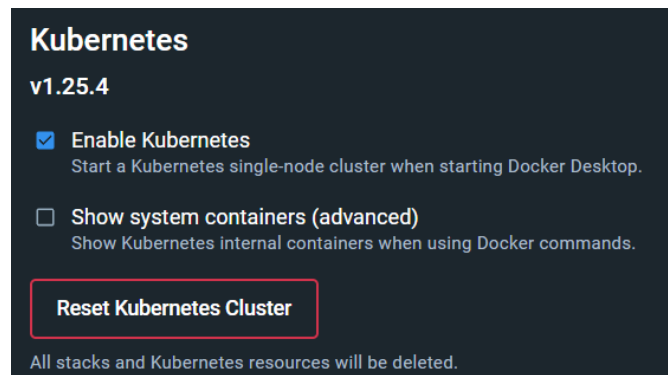 Kubernetes
v1.25.4
Enable Kubernetes
Start a Kubernetes single-node cluster when starting Docker Desktop.
Show system containers (advanced)
Show Kubernetes internal containers when using Docker commands.
Reset Kubernetes Cluster
All stacks and Kubernetes resources will be deleted.